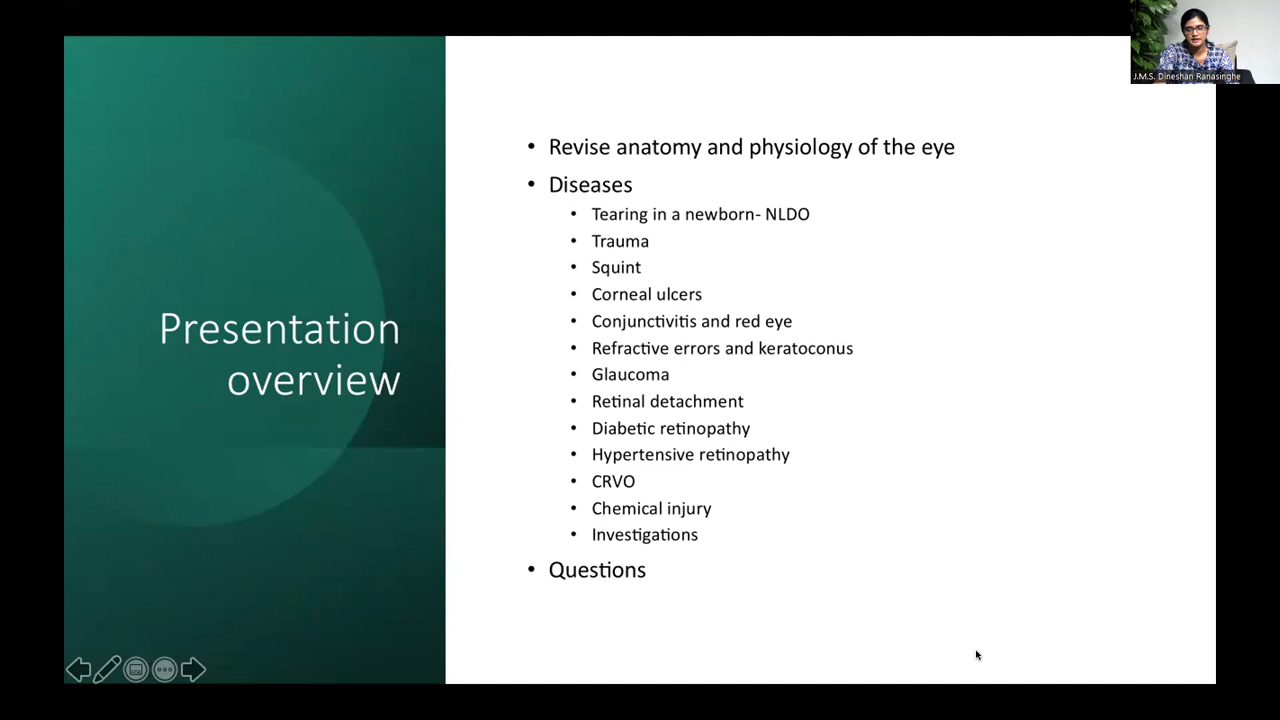 J.M.S. Dineshan Ranasinghe
Presentation
overview
• Revise anatomy and physiology of the eye
• Diseases
• Tearing in a newborn- NLDO
• Trauma
• Squint
• Corneal ulcers
• Conjunctivitis and red eye
• Refractive errors and keratoconus
• Glaucoma
• Retinal detachment
• Diabetic retinopathy
• Hypertensive retinopathy
• CRVO
• Chemical injury
• Investigations
• Questions